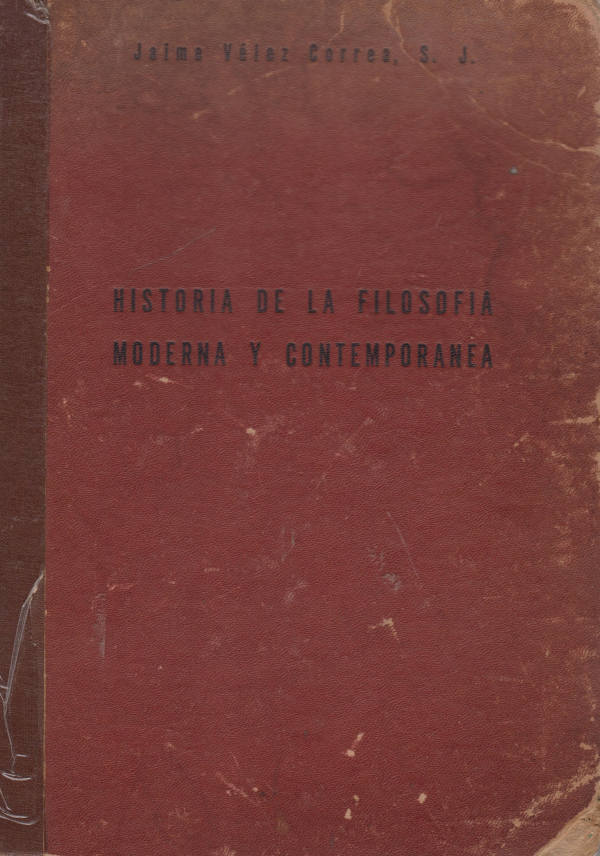 Jaime Vélez Correa, S. J.
HISTORIA DE LA FILOSOFIA
MODERNA Y CONTEMPORANEA